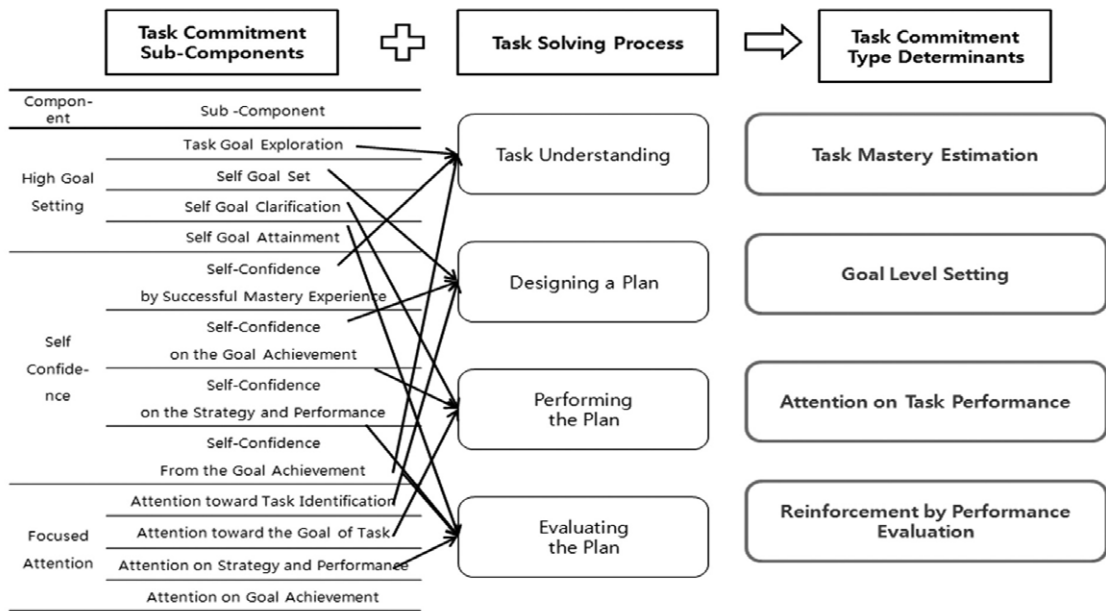 Task Commitment
Sub-Components
Task Solving Process
Task Commitment
Type Determinants
Compon-
ent
Sub -Component
High Goal
Setting
Task Goal Exploration
Self Goal Set
Self Goal Clarification
Self Goal Attainment
Self
Confide-
nce
Self-Confidence
by Successful Mastery Experience
Self-Confidence
on the Goal Achievement
Self-Confidence
on the Strategy and Performance
Self-Confidence
From the Goal Achievement
Focused
Attention
Attention toward Task Identification
Attention toward the Goal of Task
Attention on Strategy and Performance
Attention on Goal Achievement
Task Understanding
Designing a Plan
Performing
the Plan
Evaluating
the Plan
Task Mastery Estimation
Goal Level Setting
Attention on Task Performance
Reinforcement by Performance
Evaluation